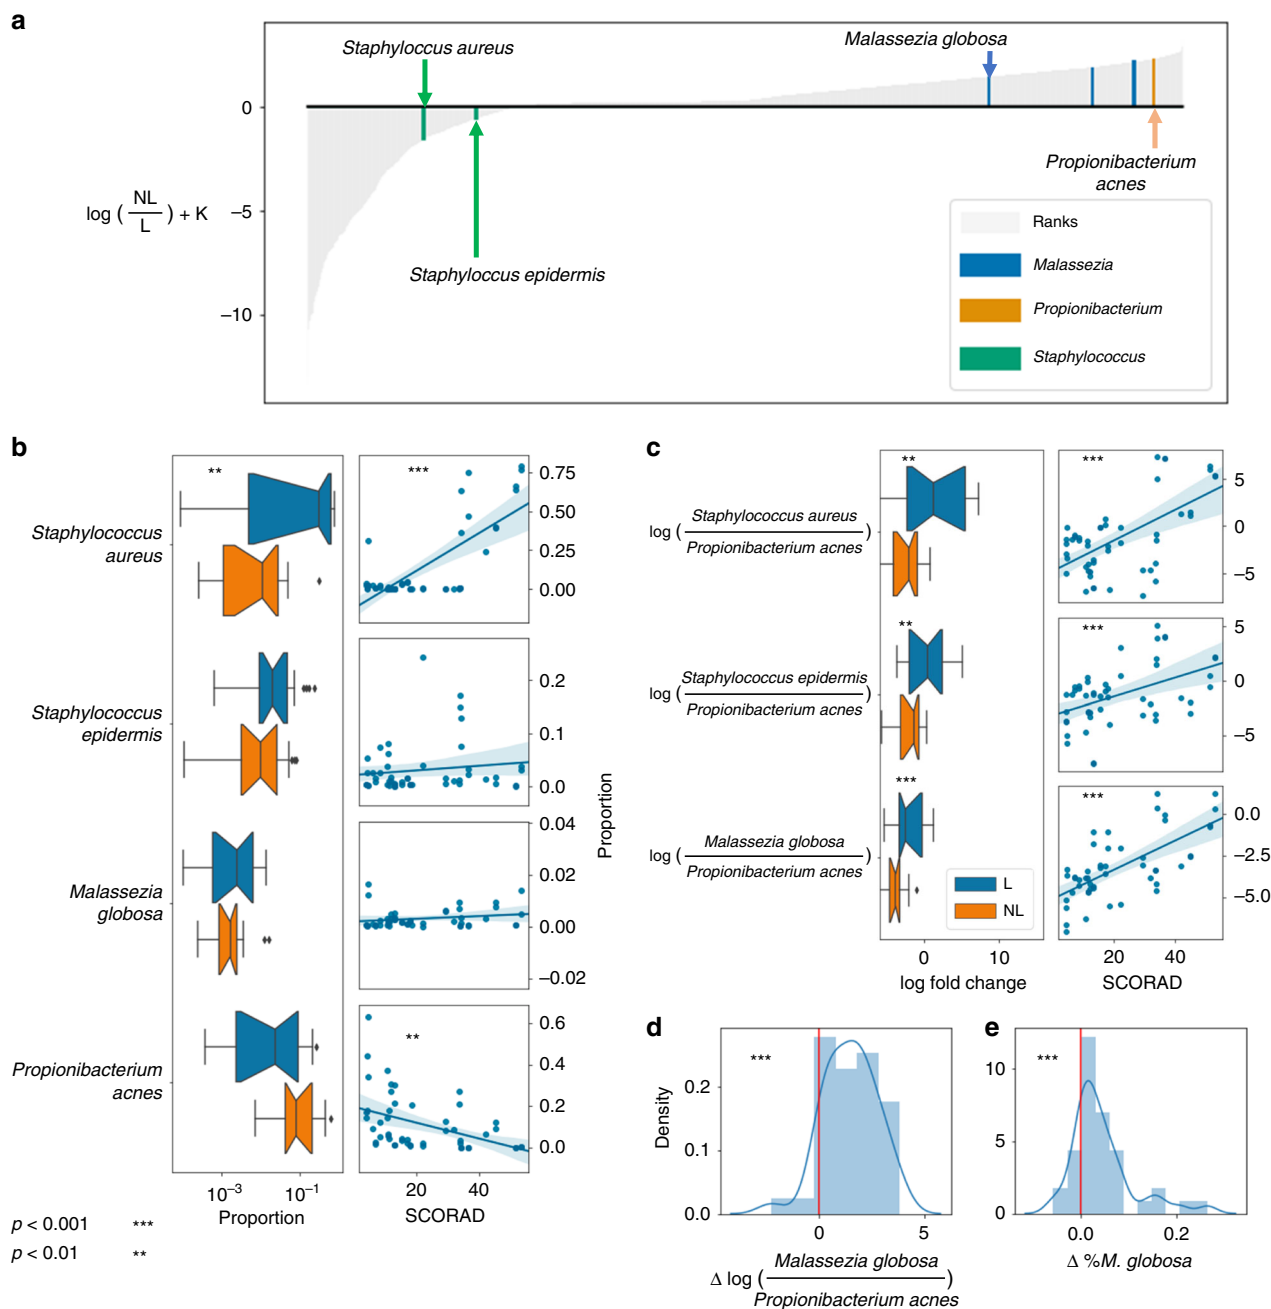 a
Staphyloccus aureus
Malassezia globosa
0
Propionibacterium
acnes
log ( NL / L ) + K
−5
Staphyloccus epidermis
−10
Ranks
Malassezia
Propionibacterium
Staphylococcus
b
**
***
0.75
0.50
0.25
0.00
Staphylococcus
aureus
0.2
0.1
0.0
Staphylococcus
epidermis
Proportion
0.04
0.02
0.00
−0.02
Malassezia
globosa
**
0.6
0.4
0.2
0.0
Propionibacterium
acnes
10⁻³
10⁻¹
Proportion
20
40
SCORAD
p < 0.001 ***
p < 0.01 **
c
**
***
5
0
−5
log ( Staphylococcus aureus / Propionibacterium acnes )
**
***
5
0
−5
log ( Staphylococcus epidermis / Propionibacterium acnes )
***
***
0.0
−2.5
−5.0
log ( Malassezia globosa / Propionibacterium acnes )
L
NL
0
10
log fold change
20
40
SCORAD
d
***
Density
0.2
0.1
0.0
0
5
Δ log ( Malassezia globosa / Propionibacterium acnes )
e
***
10
5
0
0.0
0.2
Δ %M. globosa